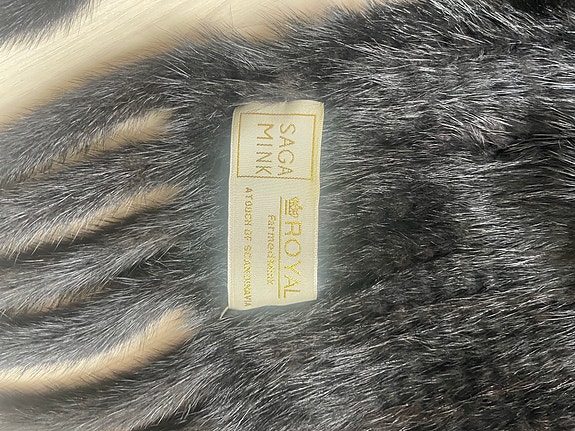 SAGA
MINK
ROYAL
A TOUCH OF SCANDINAVIA